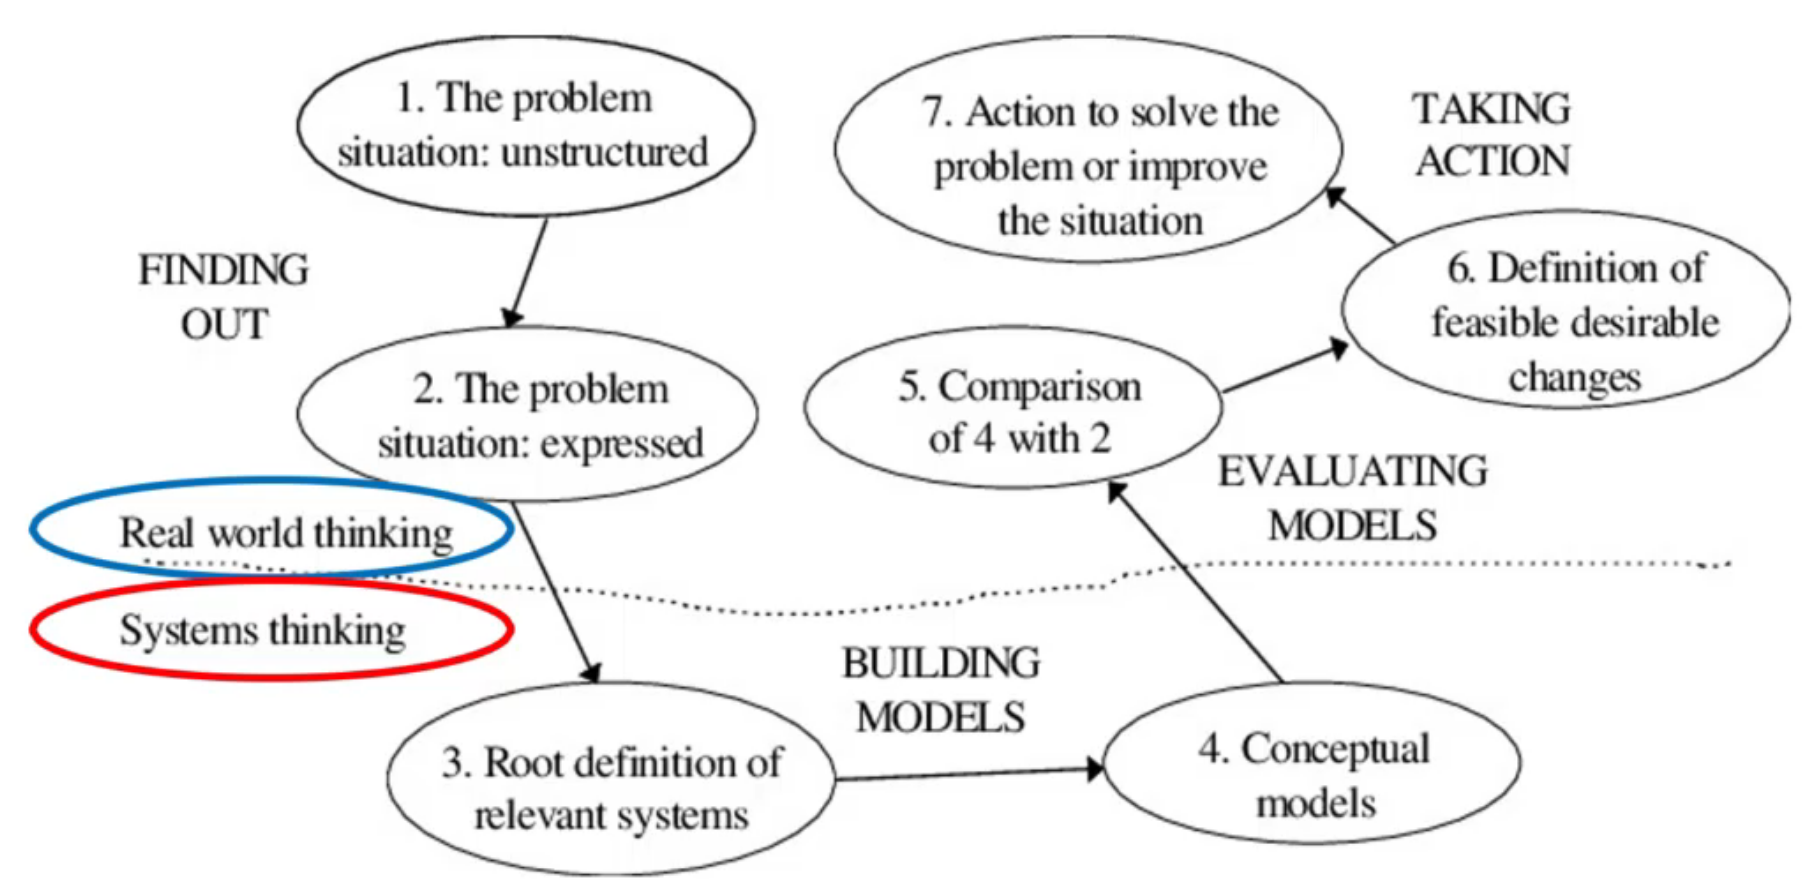 1. The problem
situation: unstructured
FINDING
OUT
2. The problem
situation: expressed
Real world thinking
Systems thinking
3. Root definition of
relevant systems
BUILDING
MODELS
4. Conceptual
models
EVALUATING
MODELS
5. Comparison
of 4 with 2
6. Definition of
feasible desirable
changes
TAKING
ACTION
7. Action to solve the
problem or improve
the situation